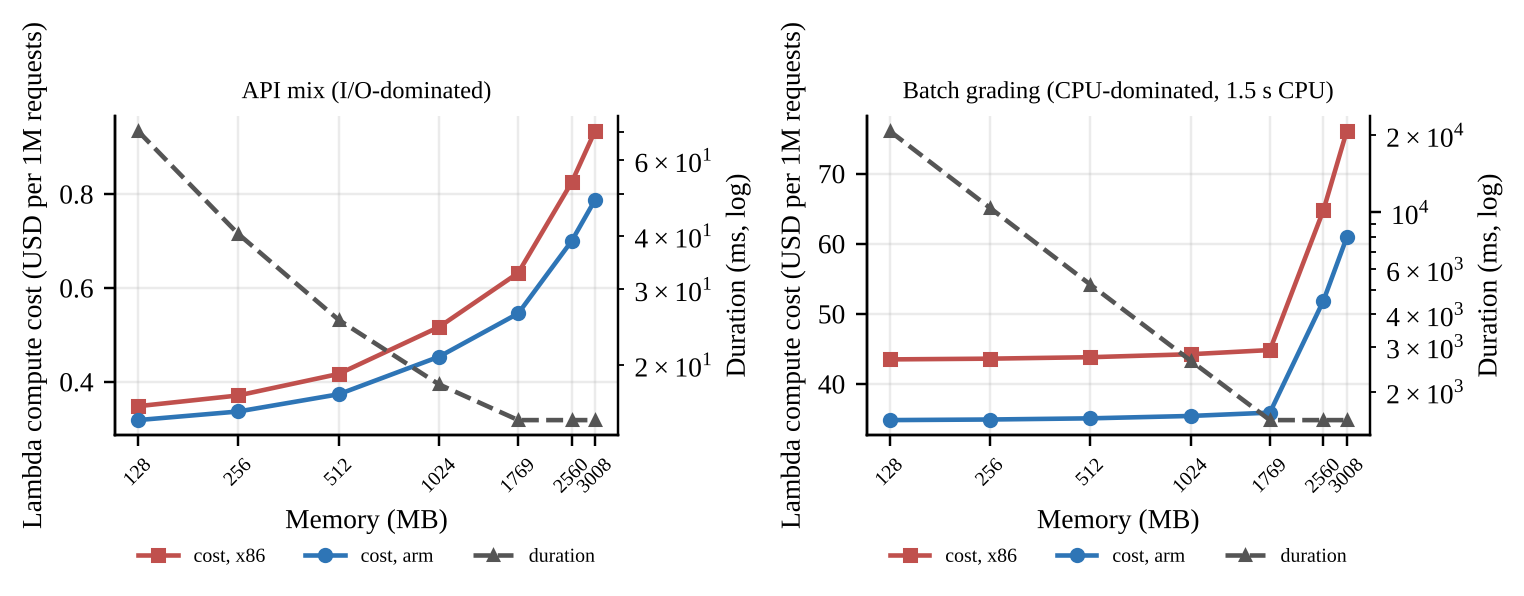 API mix (I/O-dominated)
Lambda compute cost (USD per 1M requests)
0.8
0.6
0.4
6 × 10¹
4 × 10¹
3 × 10¹
2 × 10¹
Duration (ms, log)
128 256 512 1024 1769 2560 3008
Memory (MB)
cost, x86 cost, arm duration
Batch grading (CPU-dominated, 1.5 s CPU)
Lambda compute cost (USD per 1M requests)
70
60
50
40
2 × 10⁴
10⁴
6 × 10³
4 × 10³
3 × 10³
2 × 10³
Duration (ms, log)
128 256 512 1024 1769 2560 3008
Memory (MB)
cost, x86 cost, arm duration